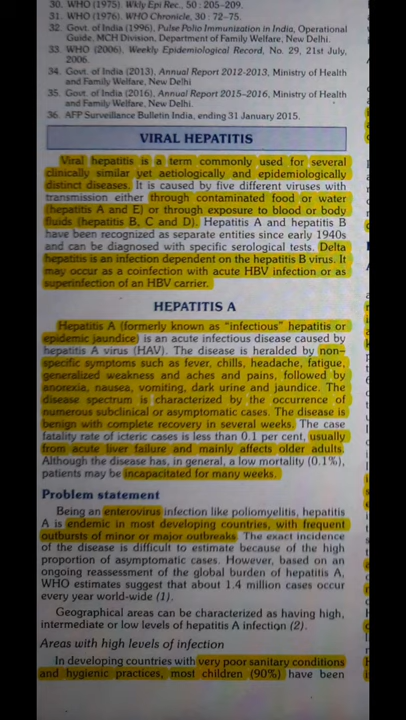 30. WHO (1975). Wkly Epi Rec., 50 : 205-209.
31. WHO (1976). WHO Chronicle, 30 : 72-75.
32. Govt. of India (1996), Pulse Polio Immunization in India, Operational
Guide, MCH Division, Department of Family Welfare, New Delhi.
33. WHO (2006). Weekly Epidemiological Record, No. 29, 21st July,
2006.
34. Govt. of India (2013), Annual Report 2012-2013, Ministry of Health
and Family Welfare, New Delhi
35. Govt. of India (2016), Annual Report 2015-2016, Ministry of Health
and Family Welfare, New Delhi.
36. AFP Surveillance Bulletin India, ending 31 January 2015.
VIRAL HEPATITIS
Viral hepatitis is a term commonly used for several
clinically similar yet aetiologically and epidemiologically
distinct diseases. It is caused by five different viruses with
transmission either through contaminated food or water
(hepatitis A and E) or through exposure to blood or body
fluids (hepatitis B, C and D). Hepatitis A and hepatitis B
have been recognized as separate entities since early 1940s
and can be diagnosed with specific serological tests. Delta
hepatitis is an infection dependent on the hepatitis B virus. It
may occur as a coinfection with acute HBV infection or as
superinfection of an HBV carrier.
HEPATITIS A
Hepatitis A (formerly known as "infectious" hepatitis or
epidemic jaundice) is an acute infectious disease caused by
hepatitis A virus (HAV). The disease is heralded by non-
specific symptoms such as fever, chills, headache, fatigue,
generalized weakness and aches and pains, followed by
anorexia, nausea, vomiting, dark urine and jaundice. The
disease spectrum is characterized by the occurrence of
numerous subclinical or asymptomatic cases. The disease is
benign with complete recovery in several weeks. The case
fatality rate of icteric cases is less than 0.1 per cent, usually
from acute liver failure and mainly affects older adults.
Although the disease has, in general, a low mortality (0.1%),
patients may be incapacitated for many weeks.
Problem statement
Being an enterovirus infection like poliomyelitis, hepatitis
A is endemic in most developing countries, with frequent
outbursts of minor or major outbreaks. The exact incidence
of the disease is difficult to estimate because of the high
proportion of asymptomatic cases. However, based on an
ongoing reassessment of the global burden of hepatitis A,
WHO estimates suggest that about 1.4 million cases occur
every year world-wide (1).
Geographical areas can be characterized as having high,
intermediate or low levels of hepatitis A infection (2).
Areas with high levels of infection
In developing countries with very poor sanitary conditions
and hygienic practices, most children (90%) have been